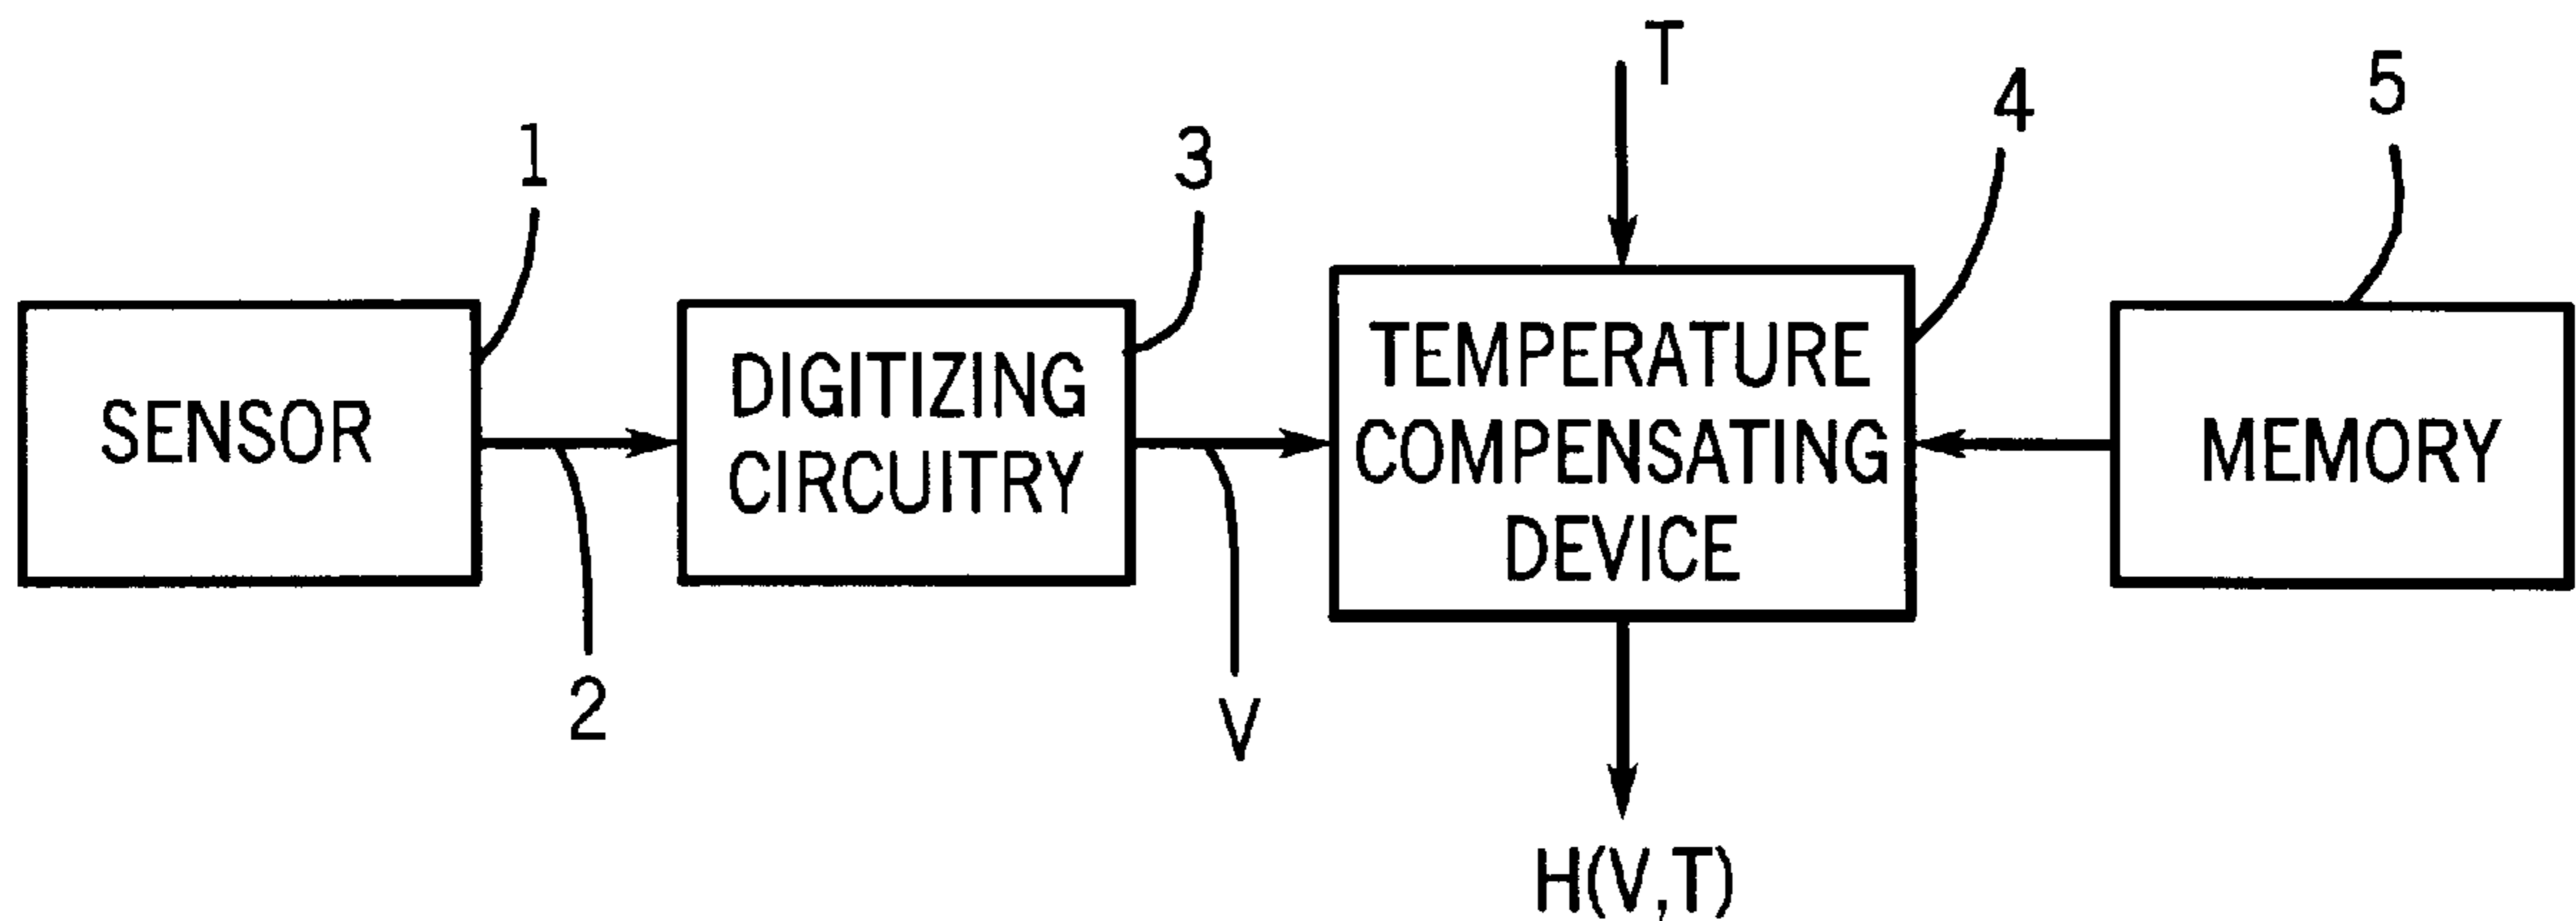 T
5
4
1
3
SENSOR
DIGITIZING
CIRCUITRY
TEMPERATURE
COMPENSATING
DEVICE
MEMORY
2
V
H(V,T)